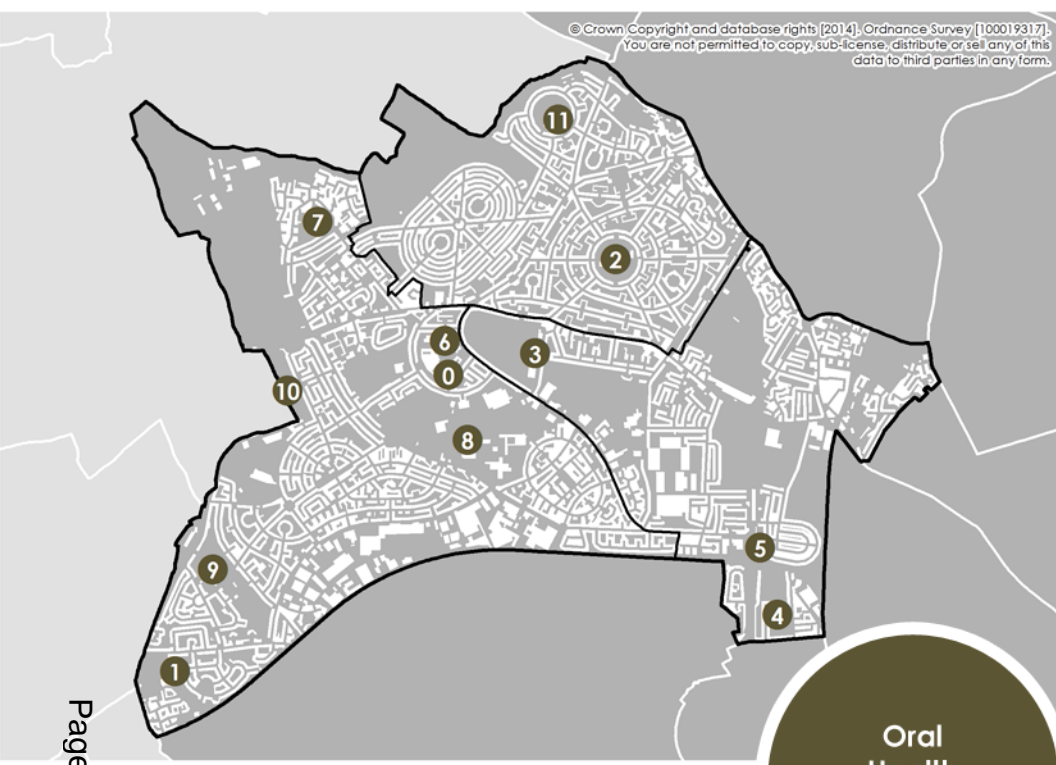 © Crown Copyright and database rights [2014]. Ordnance Survey [100019317].
You are not permitted to copy, sub-license, distribute or sell any of this
data to third parties in any form.
11
7
2
6
3
0
10
8
5
9
4
1
Page
Oral